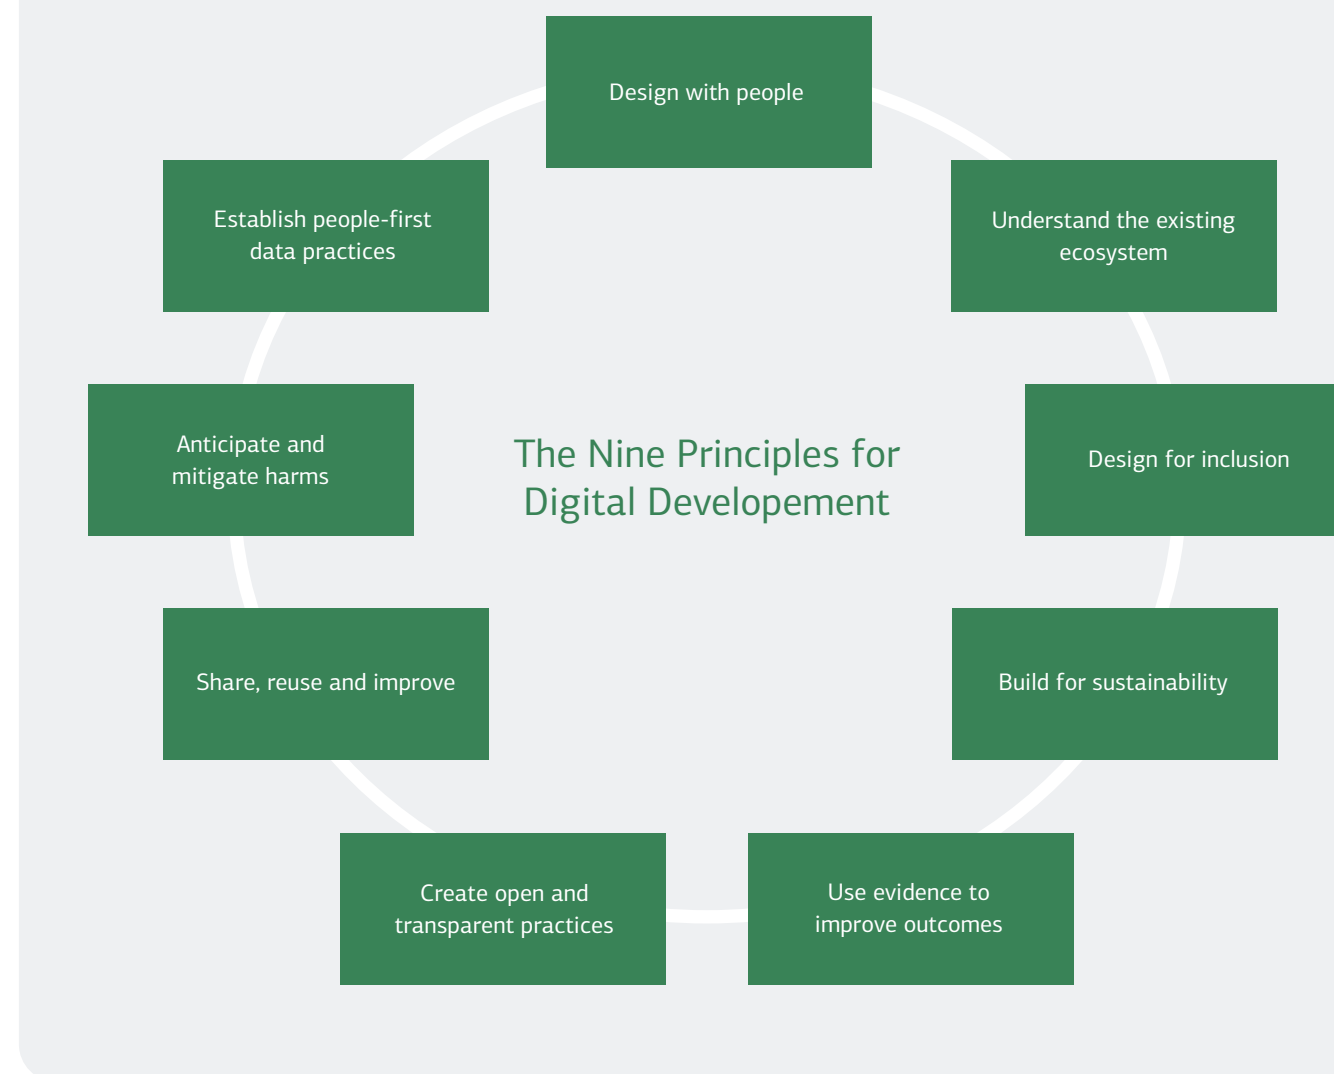 Design with people
Understand the existing
ecosystem
Design for inclusion
Build for sustainability
Use evidence to
improve outcomes
Create open and
transparent practices
Share, reuse and improve
Anticipate and
mitigate harms
Establish people-first
data practices
The Nine Principles for
Digital Developement